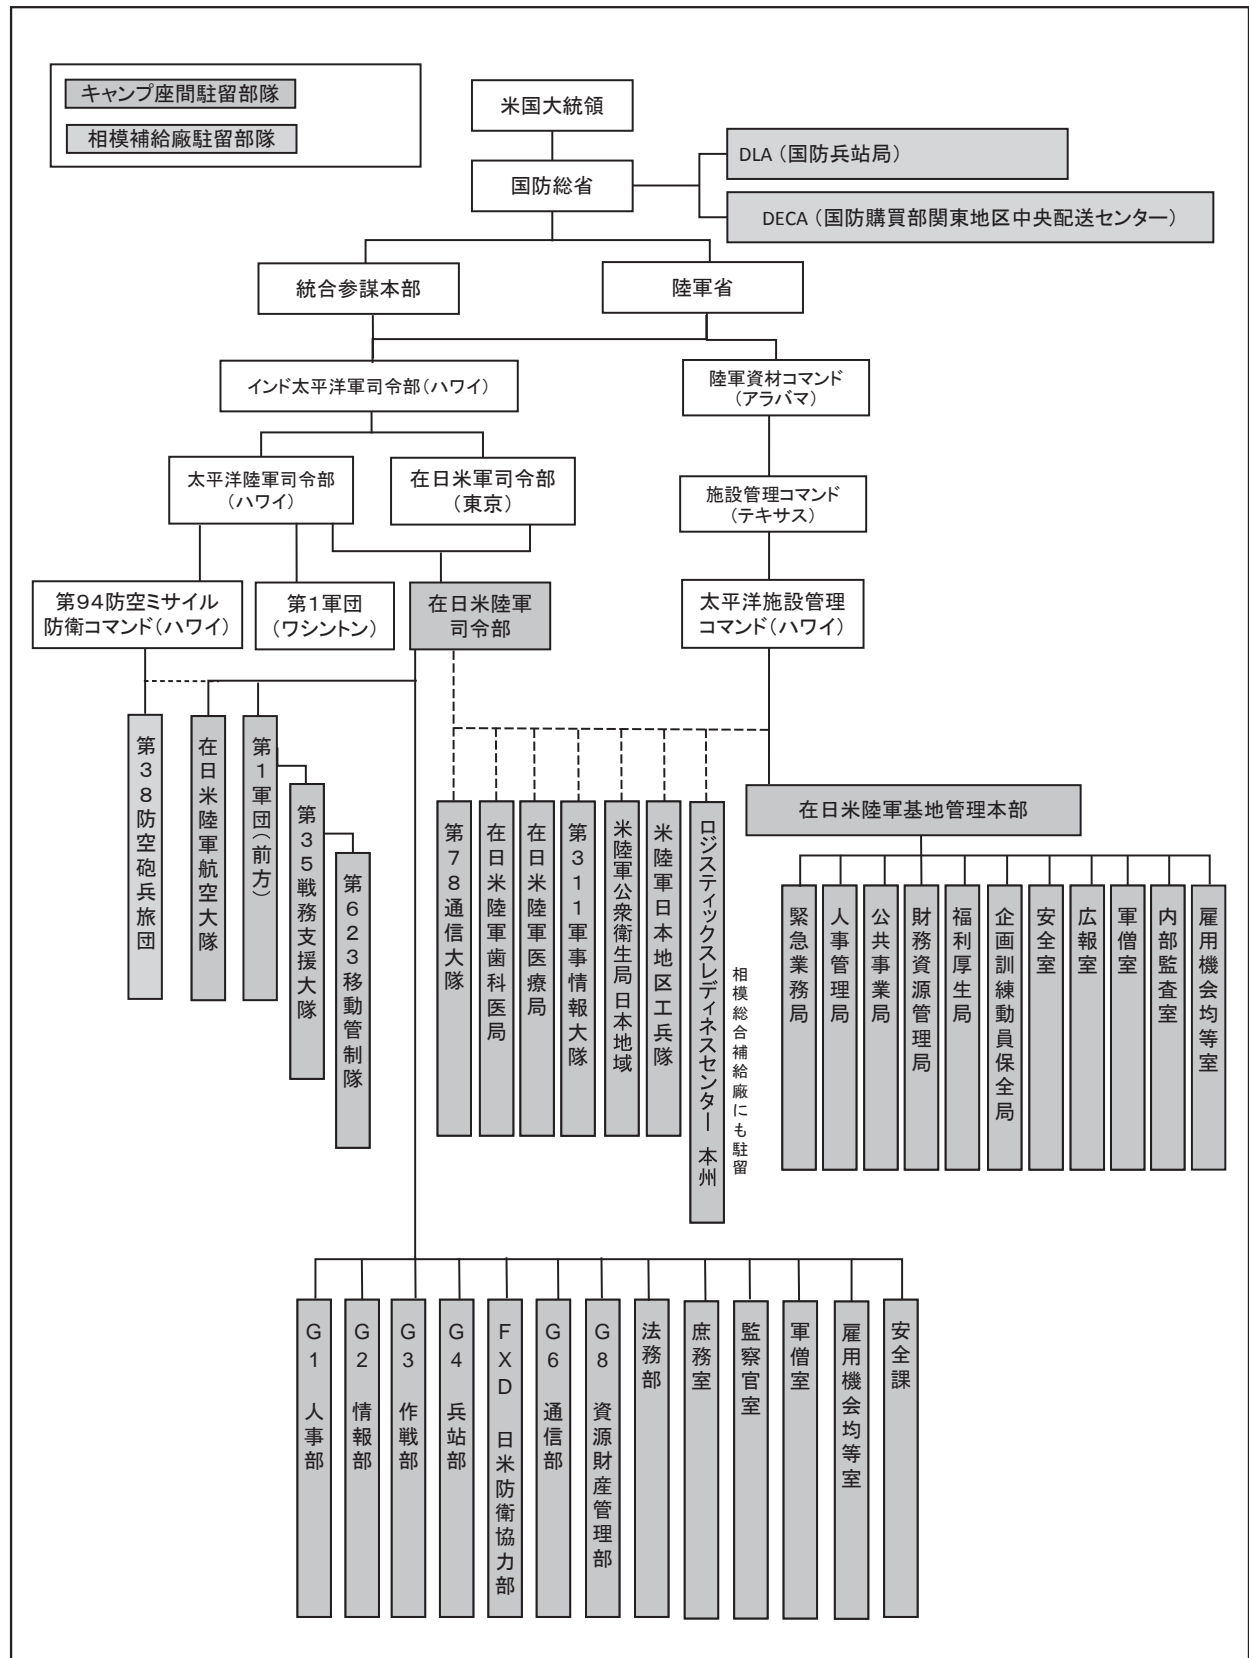 キャンプ座間駐留部隊
相模補給廠駐留部隊
米国大統領
国防総省
DLA（国防兵站局）
DECA（国防購買部関東地区中央配送センター）
統合参謀本部
陸軍省
インド太平洋軍司令部（ハワイ）
陸軍資材コマンド
（アラバマ）
太平洋陸軍司令部
（ハワイ）
在日米軍司令部
（東京）
施設管理コマンド
（テキサス）
第９４防空ミサイル
防衛コマンド（ハワイ）
第１軍団
（ワシントン）
在日米陸軍
司令部
太平洋施設管理
コマンド（ハワイ）
第３８防空砲兵旅団
在日米陸軍航空大隊
第１軍団（前方）
第３５戦務支援大隊
第６２３移動管制隊
第７８通信大隊
在日米陸軍歯科医局
在日米陸軍医療局
第３１１軍事情報大隊
米陸軍公衆衛生局 日本地域
米陸軍日本地区工兵隊
ロジスティックスレディネスセンター 本州
相模総合補給廠にも駐留
在日米陸軍基地管理本部
緊急業務局
人事管理局
公共事業局
財務資源管理局
福利厚生局
企画訓練動員保全局
安全室
広報室
軍僧室
内部監査室
雇用機会均等室
Ｇ１ 人事部
Ｇ２ 情報部
Ｇ３ 作戦部
Ｇ４ 兵站部
ＦＸＤ 日米防衛協力部
Ｇ６ 通信部
Ｇ８ 資源財産管理部
法務部
庶務室
監察官室
軍僧室
雇用機会均等室
安全課